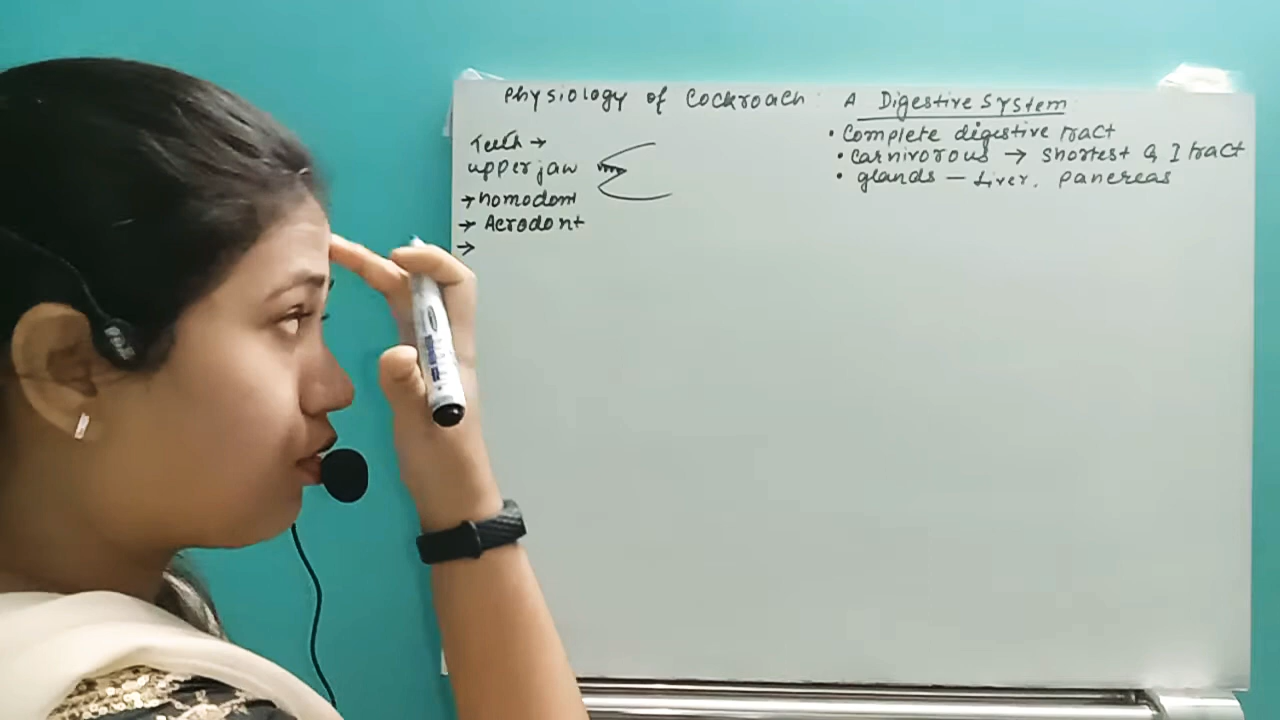 Physiology of Cockroach: A Digestive System
Teeth →
upper jaw
→ homodont
→ Acrodont
→
• Complete digestive tract
• carnivorous → shortest G I tract
• glands — Liver, pancreas